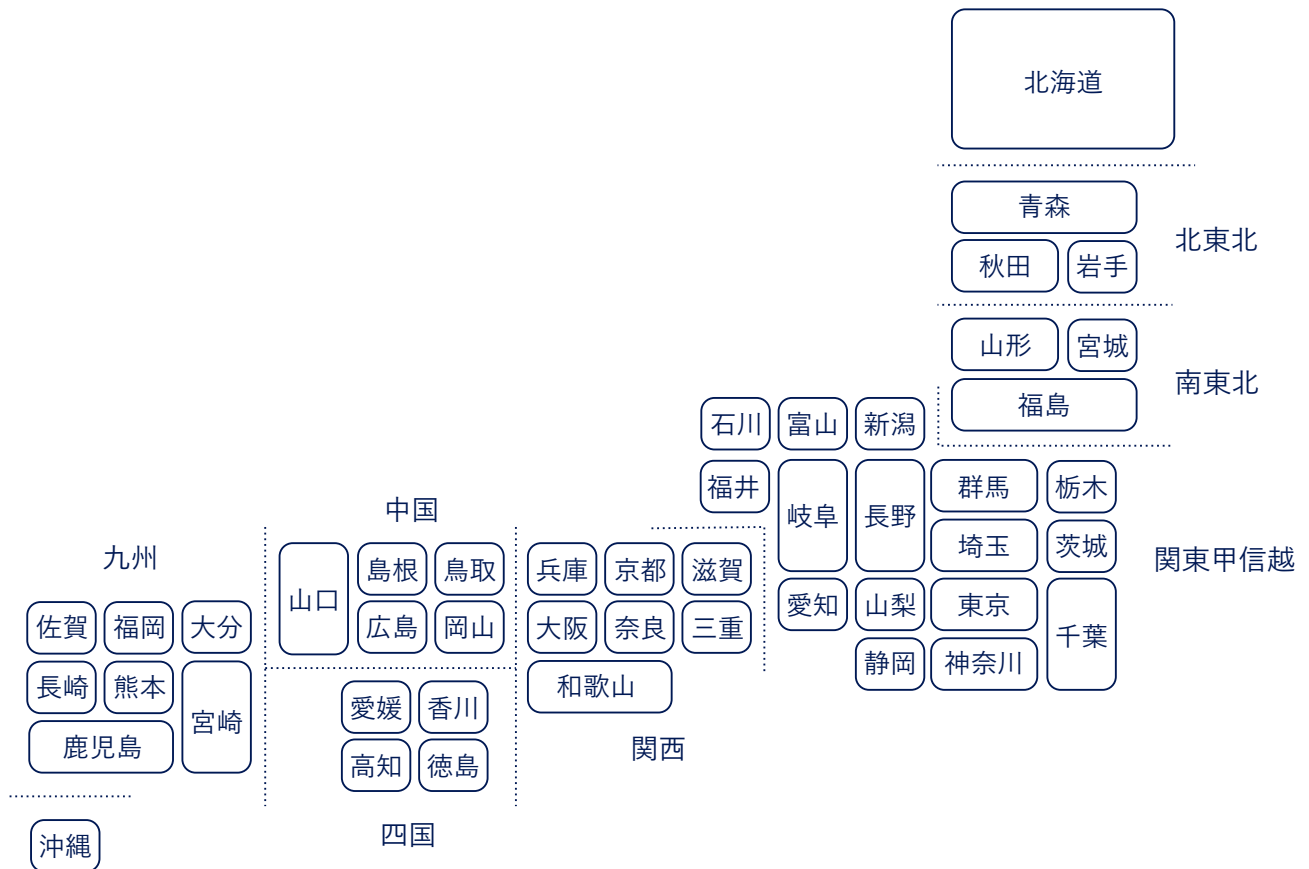 北海道
青森
北東北
秋田
岩手
山形
宮城
南東北
福島
石川
富山
新潟
福井
岐阜
長野
群馬
栃木
埼玉
茨城
関東甲信越
愛知
山梨
東京
千葉
静岡
神奈川
中国
九州
山口
島根
鳥取
広島
岡山
兵庫
京都
滋賀
大阪
奈良
三重
和歌山
関西
佐賀
福岡
大分
長崎
熊本
宮崎
鹿児島
愛媛
香川
高知
徳島
四国
沖縄